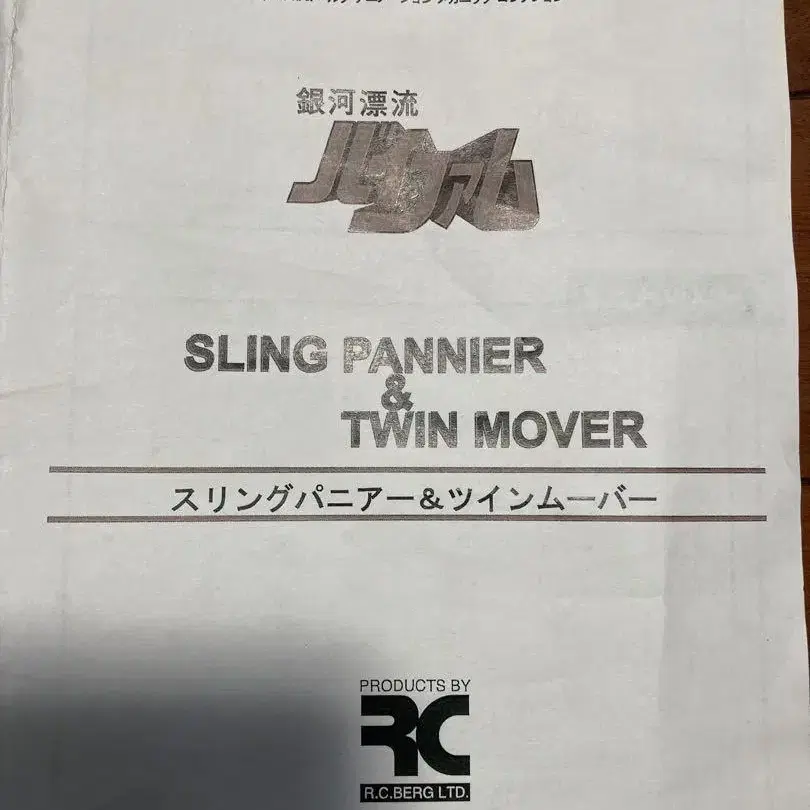 銀河漂流
バイファム
SLING PANNIER
&
TWIN MOVER
スリングパニアー&ツインムーバー
PRODUCTS BY
RC
R.C.BERG LTD.